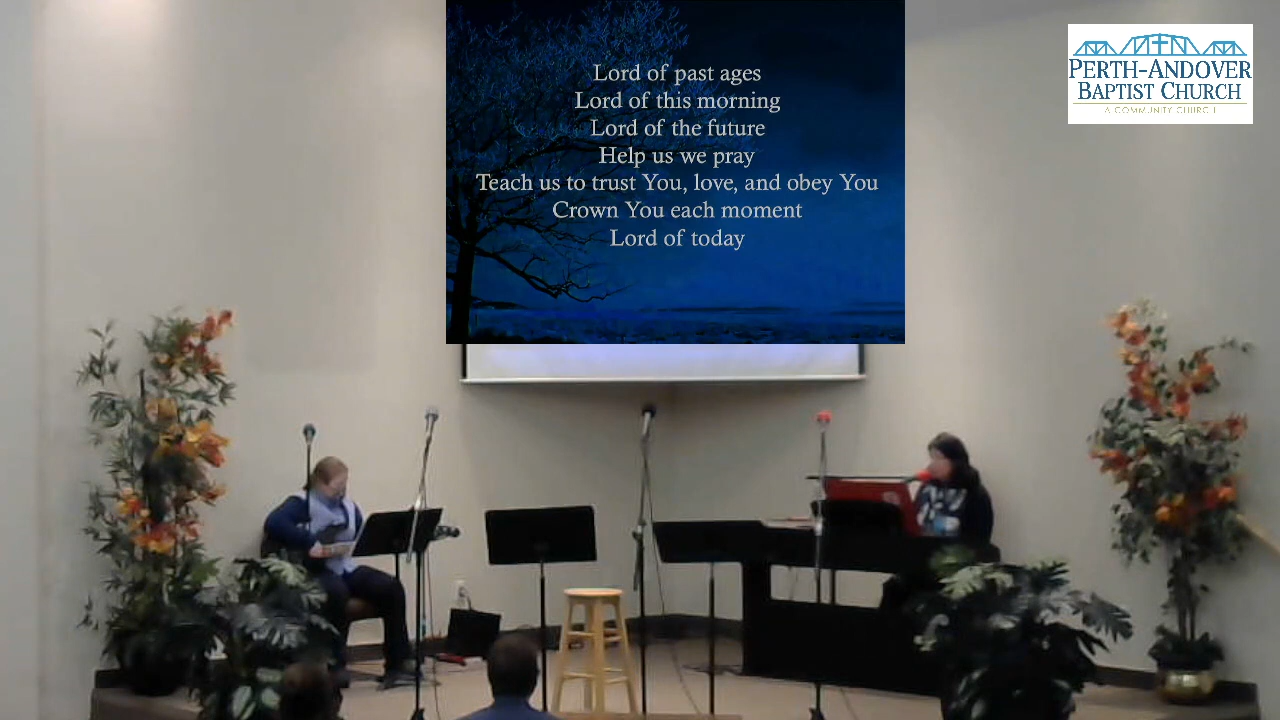 Lord of past ages
Lord of this morning
Lord of the future
Help us we pray
Teach us to trust You, love, and obey You
Crown You each moment
Lord of today
PERTH-ANDOVER
BAPTIST CHURCH
A COMMUNITY CHURCH